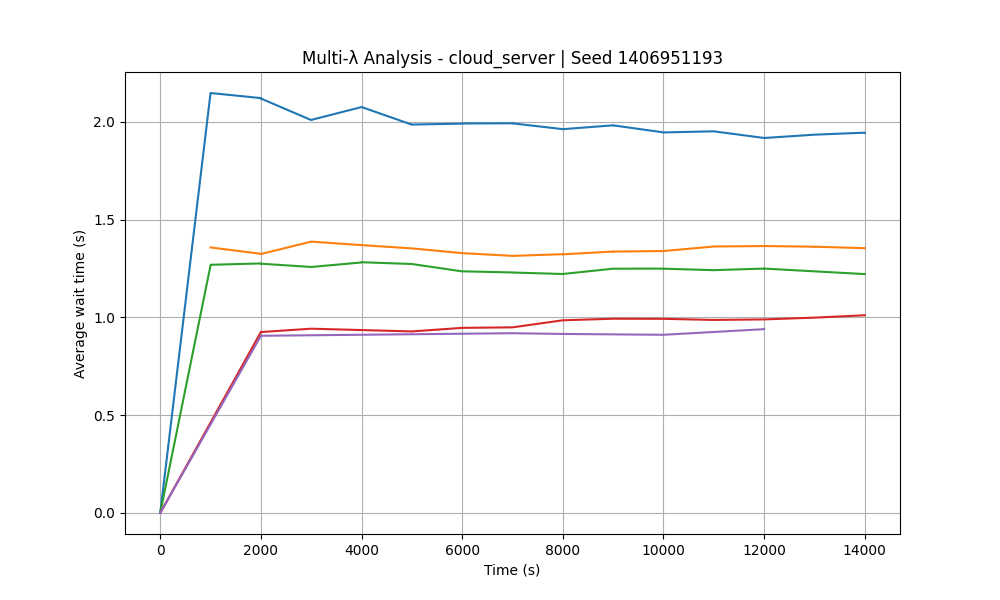 Multi-λ Analysis - cloud_server | Seed 1406951193
Average wait time (s)
2.0
1.5
1.0
0.5
0.0
0 2000 4000 6000 8000 10000 12000 14000
Time (s)